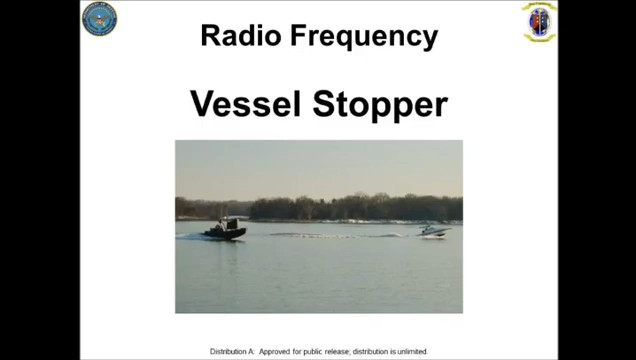 Radio Frequency
Vessel Stopper
Distribution A: Approved for public release; distribution is unlimited.